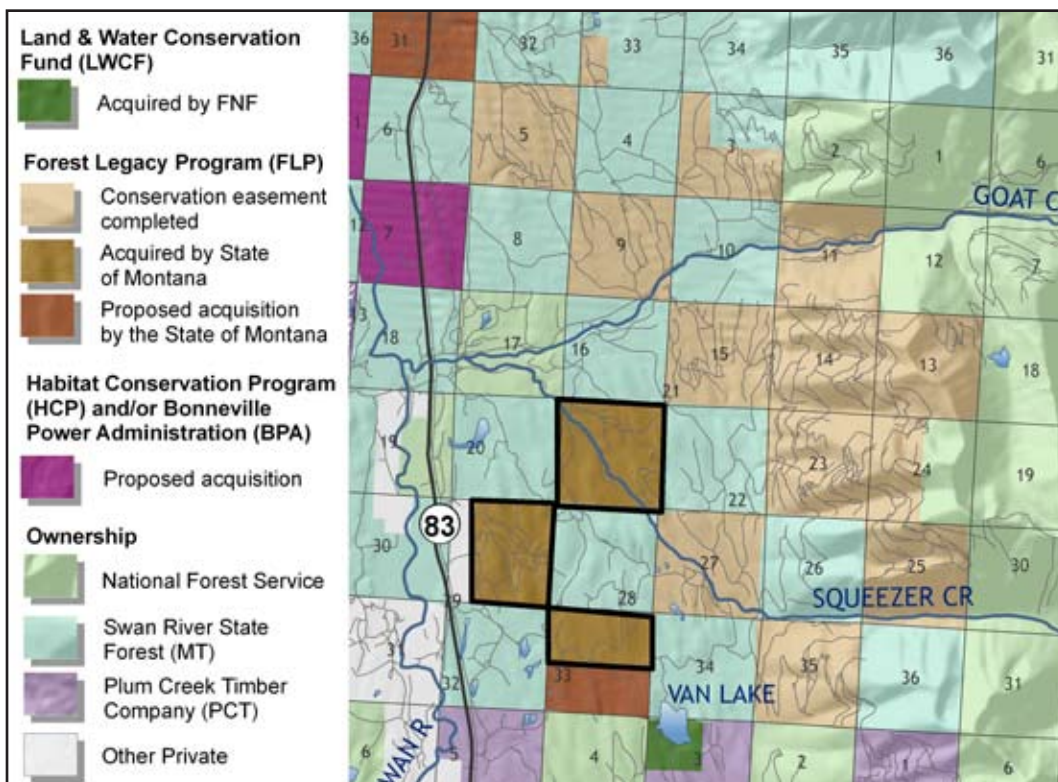 Land & Water Conservation
Fund (LWCF)
Acquired by FNF
Forest Legacy Program (FLP)
Conservation easement
completed
Acquired by State
of Montana
Proposed acquisition
by the State of Montana
Habitat Conservation Program
(HCP) and/or Bonneville
Power Administration (BPA)
Proposed acquisition
Ownership
National Forest Service
Swan River State
Forest (MT)
Plum Creek Timber
Company (PCT)
Other Private
36 31 32 33 34 35 36 31
1 6 5 4 3 2 1 6
GOAT C
12 7 8 9 10 11 12 7
13 18 17 16 15 14 13 18
21
19 20 22 23 24 19
83
30 29 28 27 26 25 30
SQUEEZER CR
32 33 34 35 36 31
VAN LAKE
WAN R
6 5 4 3 2 1 6